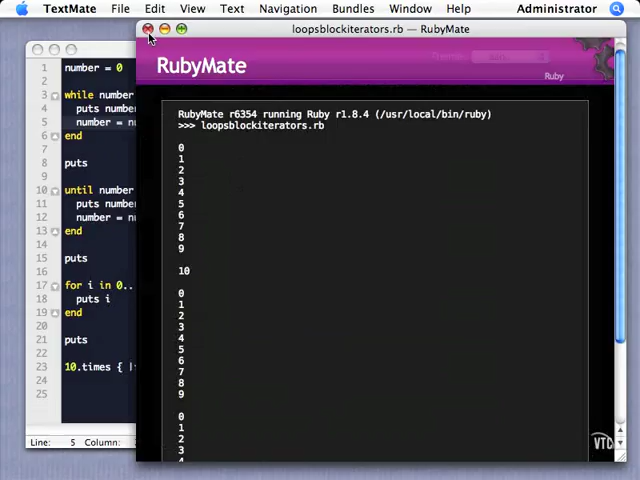 TextMate File Edit View Text Navigation Bundles Window Administrator
loopsblockiterators.rb — RubyMate
RubyMate
Ruby
RubyMate r6354 running Ruby r1.8.4 (/usr/local/bin/ruby)
>>> loopsblockiterators.rb
0
1
2
3
4
5
6
7
8
9
10
0
1
2
3
4
5
6
7
8
9
0
1
2
3
4
1 number = 0
2
3 while number
4 puts number
5 number =
6 end
7
8 puts
9
10 until number
11 puts
12 number =
13 end
14
15 puts
16
17 for i in 0..
18 puts i
19 end
20
21 puts
22
23 10.times { |
24
25
Line: 5 Column:
VTC